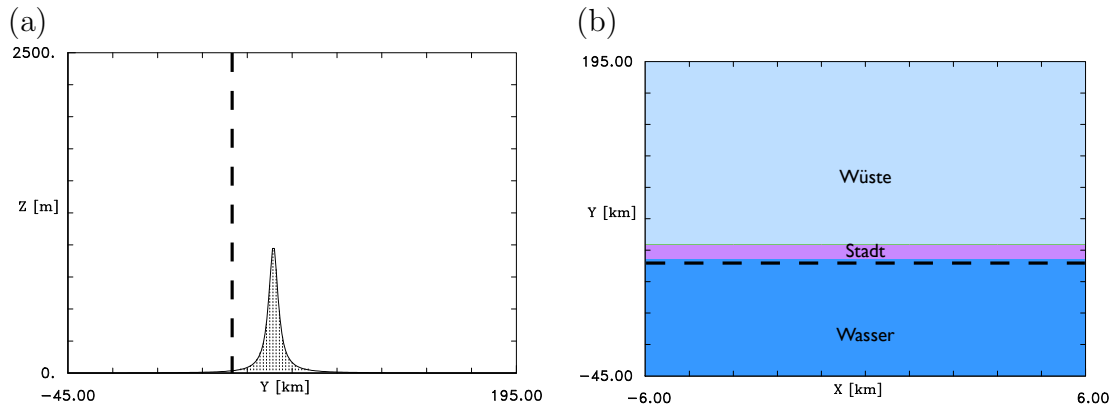 (a)
2500.
Z [m]
0.
-45.00
Y [km]
195.00
(b)
195.00
Y [km]
-45.00
-6.00
X [km]
6.00
Wüste
Stadt
Wasser